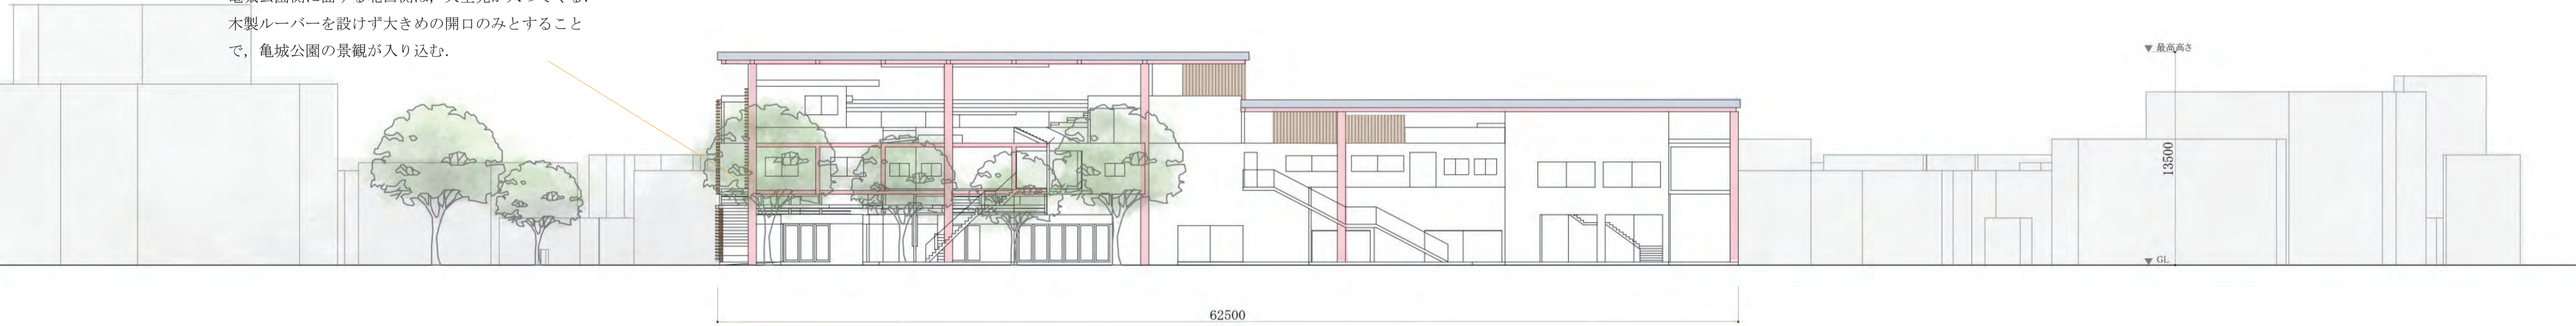 木製ルーバーを設けず大きめの開口のみとすること
で，亀城公園の景観が入り込む．
▼ 最高高さ
13500
▼ GL
62500